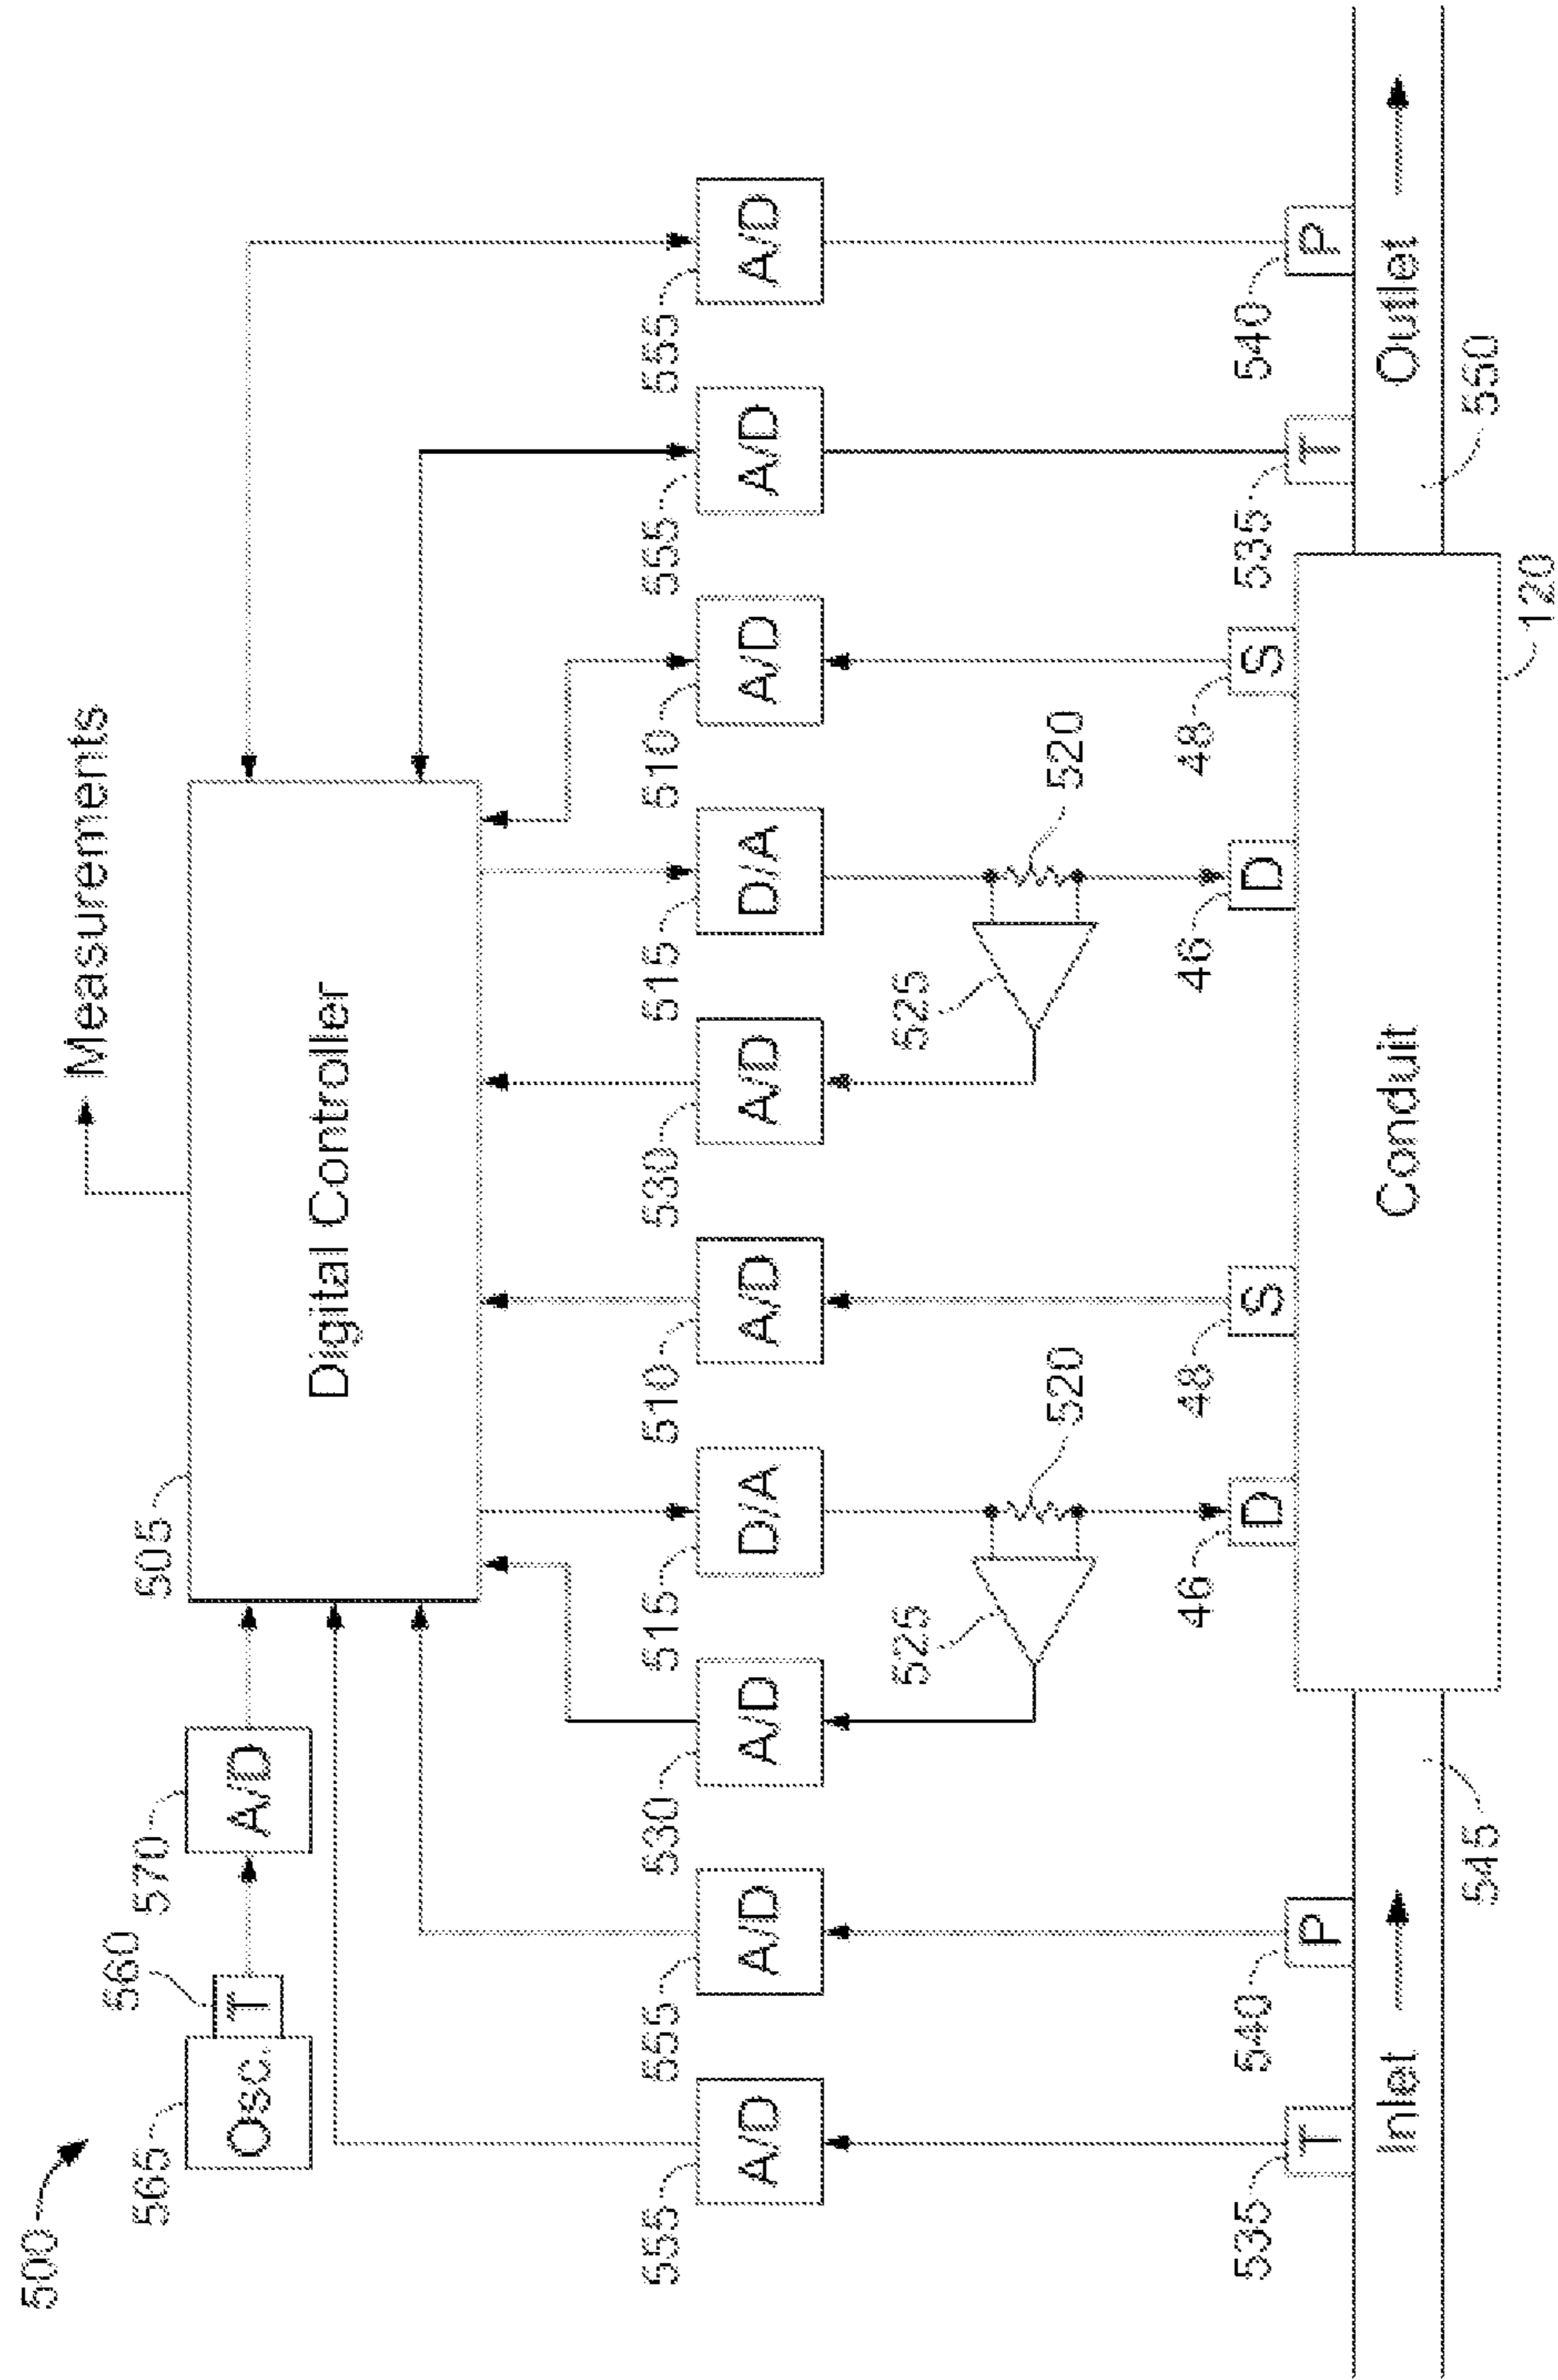 500
Measurements
565
Osc.
560
T
570
A/D
505
Digital Controller
555
A/D
555
A/D
530
A/D
515
D/A
510
A/D
530
A/D
515
D/A
510
A/D
555
A/D
555
A/D
525
520
525
520
535
T
540
P
46
D
48
S
46
D
48
S
535
T
540
P
Inlet
545
Conduit
120
Outlet
550